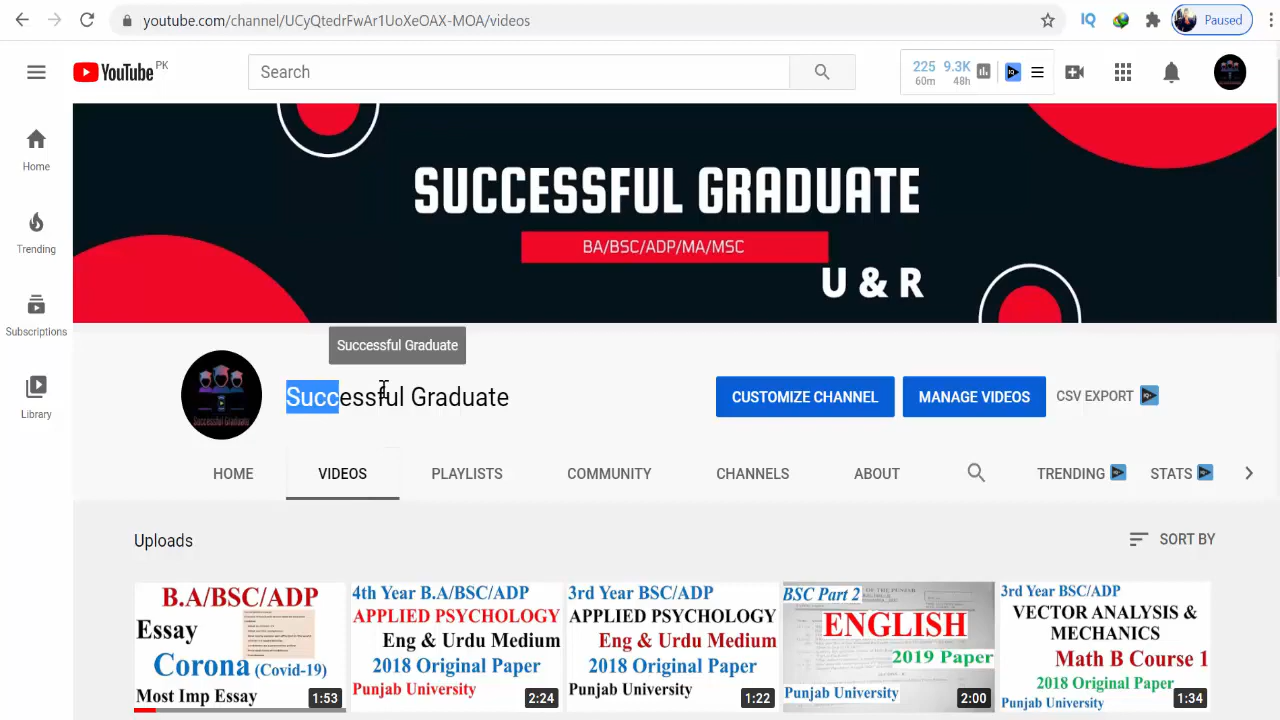 youtube.com/channel/UCyQtedrFwAr1UoXeOAX-MOA/videos
IQ
Paused
YouTube PK
Search
225 9.3K
60m 48h
Home
Trending
Subscriptions
Library
SUCCESSFUL GRADUATE
BA/BSC/ADP/MA/MSC
U & R
Successful Graduate
Successful Graduate
Successful Graduate
CUSTOMIZE CHANNEL
MANAGE VIDEOS
CSV EXPORT
HOME
VIDEOS
PLAYLISTS
COMMUNITY
CHANNELS
ABOUT
TRENDING
STATS
Uploads
SORT BY
B.A/BSC/ADP
Essay
Corona (Covid-19)
Most Imp Essay
1:53
4th Year B.A/BSC/ADP
APPLIED PSYCHOLOGY
Eng & Urdu Medium
2018 Original Paper
Punjab University
2:24
3rd Year BSC/ADP
APPLIED PSYCHOLOGY
Eng & Urdu Medium
2018 Original Paper
Punjab University
1:22
BSC Part 2
ENGLISH
2019 Paper
Punjab University
2:00
3rd Year BSC/ADP
VECTOR ANALYSIS &
MECHANICS
Math B Course 1
2018 Original Paper
Punjab University
1:34